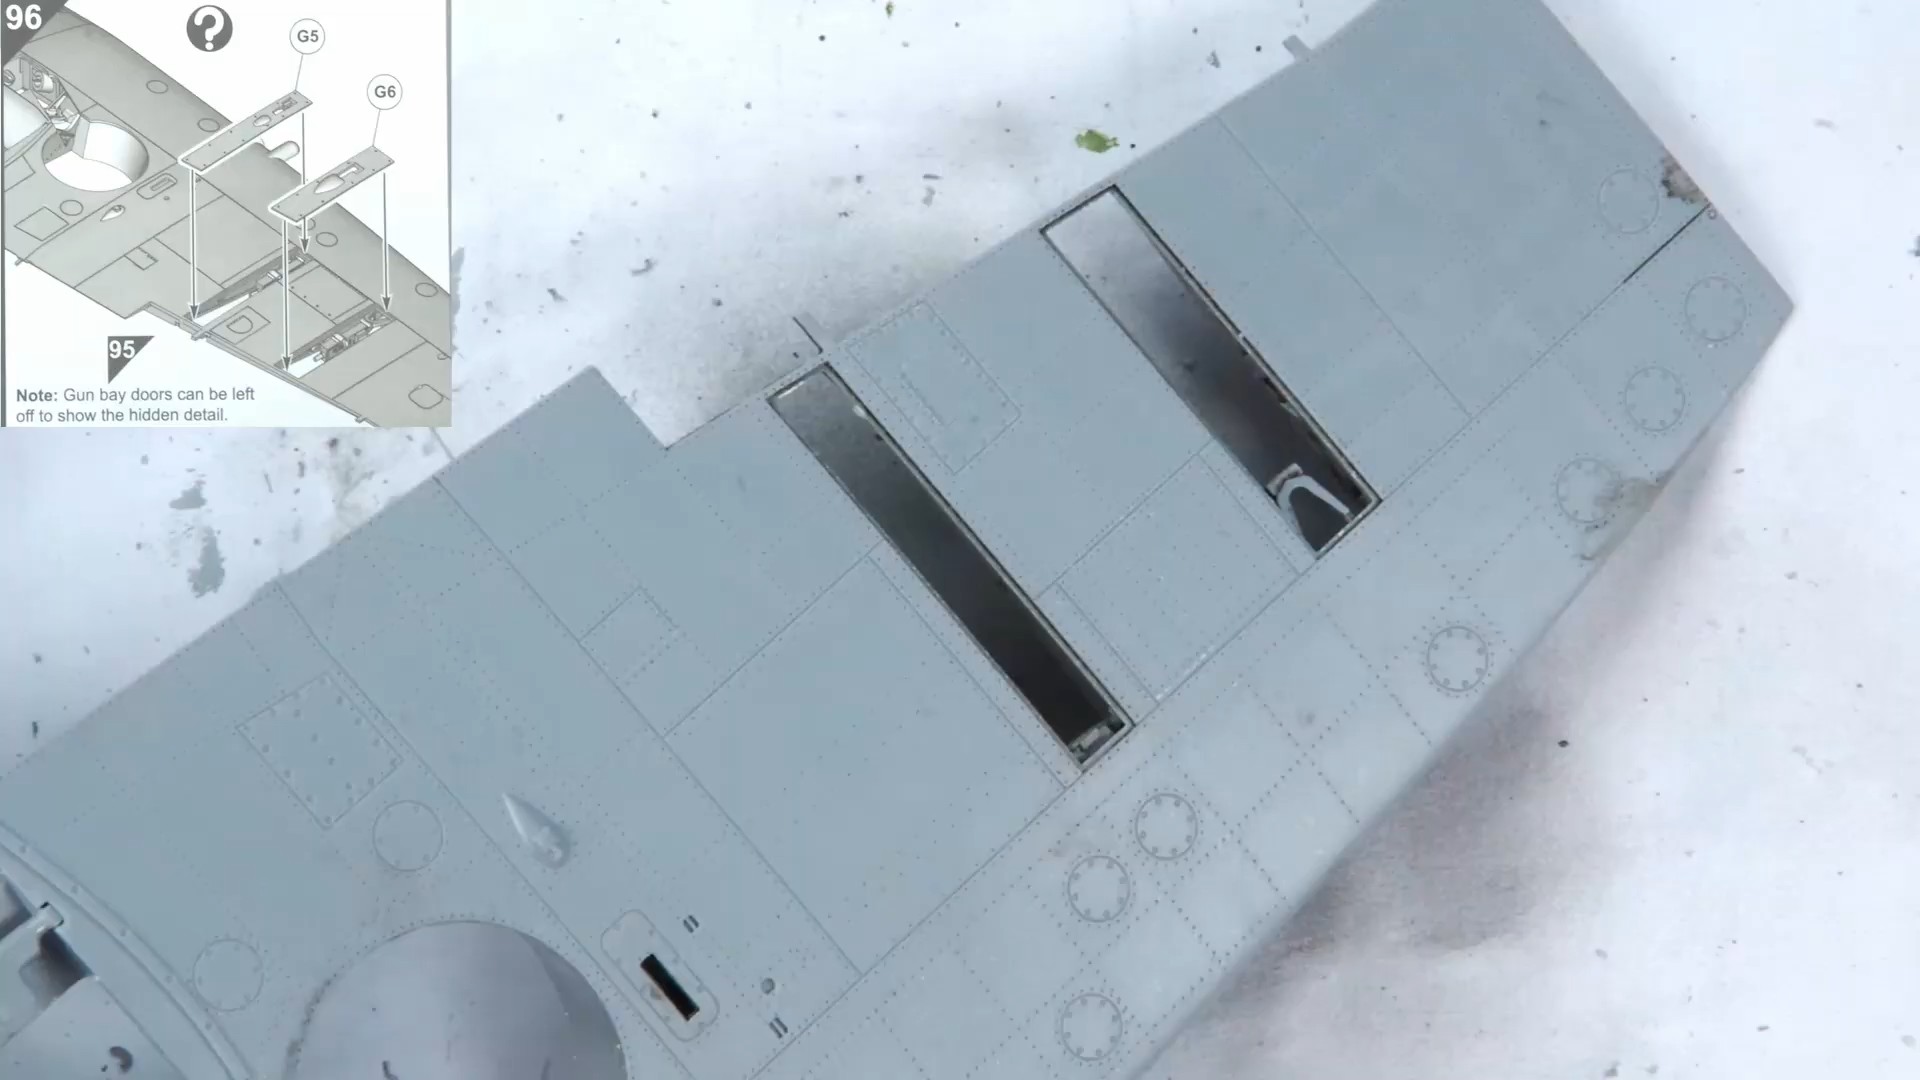 96
?
G5
G6
95
Note: Gun bay doors can be left
off to show the hidden detail.